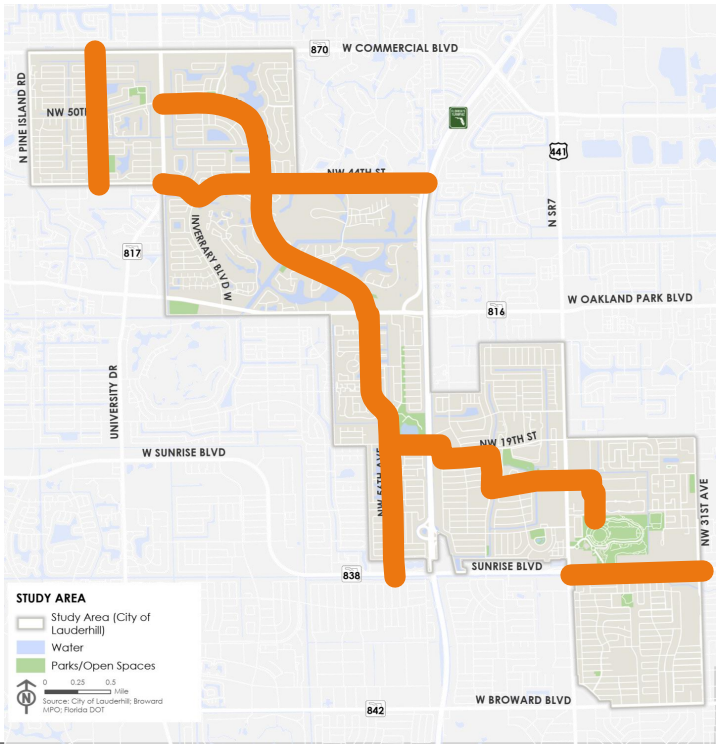 870
W COMMERCIAL BLVD
N PINE ISLAND RD
NW 50TH
441
NW 44TH ST
N SR7
INVERRARY BLVD W
817
816
W OAKLAND PARK BLVD
UNIVERSITY DR
W SUNRISE BLVD
NW 19TH ST
NW 56TH AVE
NW 31ST AVE
838
SUNRISE BLVD
STUDY AREA
Study Area (City of
Lauderhill)
Water
Parks/Open Spaces
0 0.25 0.5
Mile
N
Source: City of Lauderhill; Broward
MPO; Florida DOT
842
W BROWARD BLVD